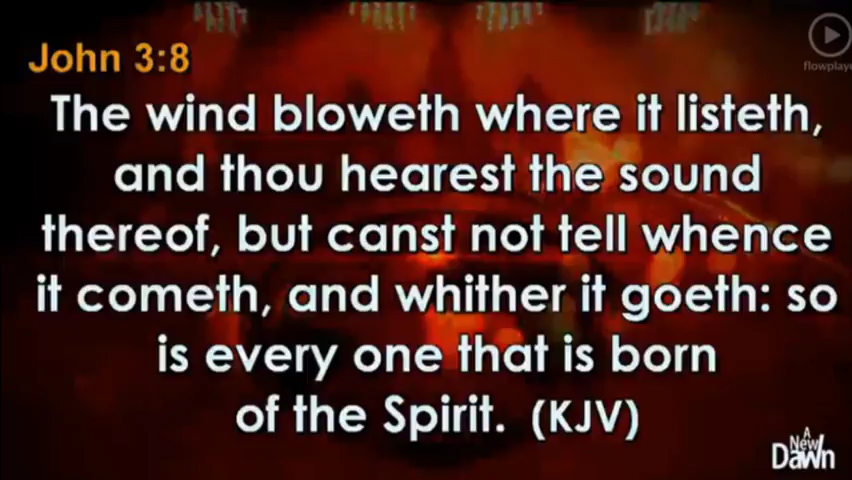 John 3:8
flowplaye
The wind bloweth where it listeth,
and thou hearest the sound
thereof, but canst not tell whence
it cometh, and whither it goeth: so
is every one that is born
of the Spirit. (KJV)
A
New
Dawn